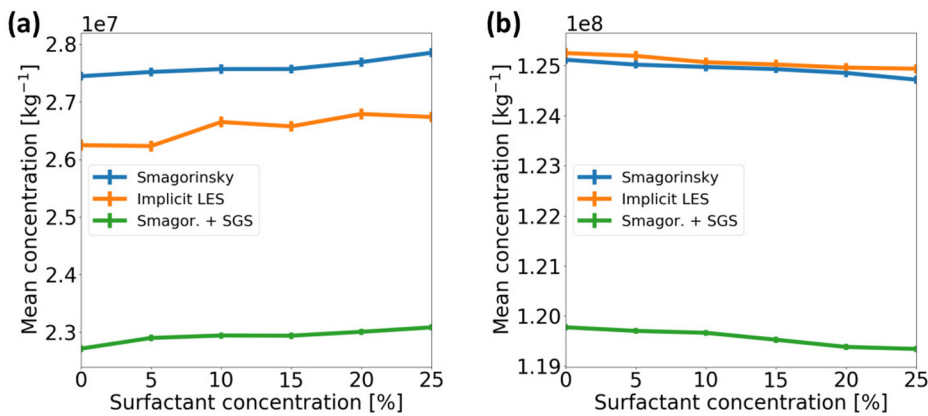 (a)
1e7
2.8
2.7
2.6
2.5
2.4
2.3
Mean concentration [kg⁻¹]
Smagorinsky
Implicit LES
Smagor. + SGS
0 5 10 15 20 25
Surfactant concentration [%]
(b)
1e8
1.25
1.24
1.23
1.22
1.21
1.20
1.19
Mean concentration [kg⁻¹]
Smagorinsky
Implicit LES
Smagor. + SGS
0 5 10 15 20 25
Surfactant concentration [%]